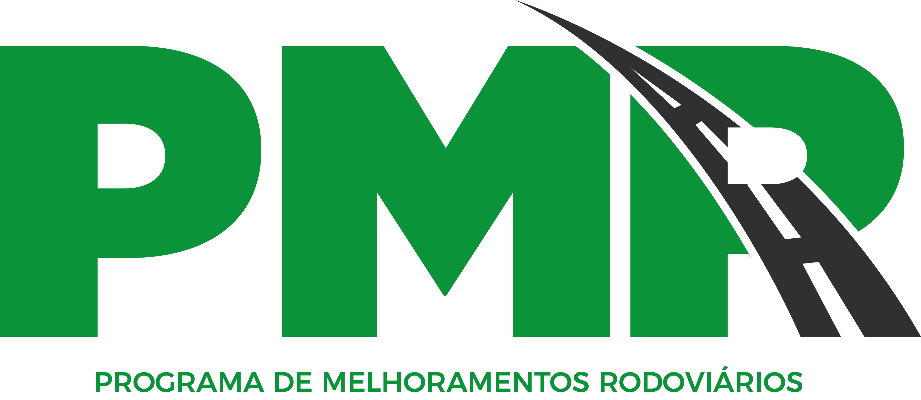 PMR
PROGRAMA DE MELHORAMENTOS RODOVIÁRIOS